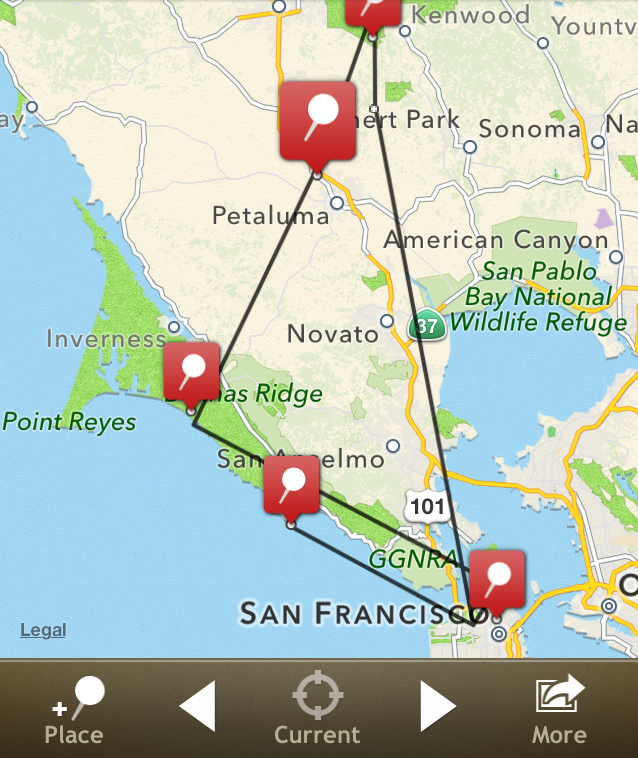 Kenwood
Yountv
ay
nert Park
Sonoma
Na
Petaluma
American Canyon
San Pablo
Bay National
Wildlife Refuge
37
Inverness
Novato
nas Ridge
Point Reyes
San Anselmo
101
GGNRA
O
SAN FRANCISCO
Legal
Place
Current
More